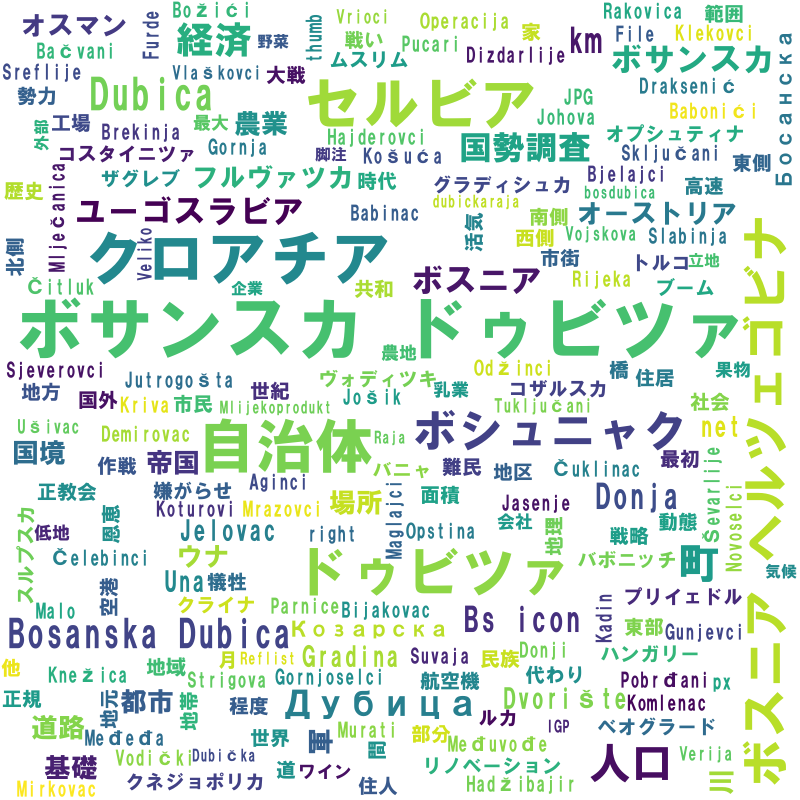 オスマン
Bačvani
Sreflije
勢力
外部
工場
コスタイニツァ
歴史
北側
Mlječanica
Furde
Božići
経済
野菜
thumb
Vlaškovci
大戦
Dubica
Brekinja
最大
農業
Gornja
ザグレブ
フルヴァツカ
時代
ユーゴスラビア
Veliko
Vrioci
戦い
ムスリム
Operacija
Pucari
家
Dizdarlije
km
セルビア
Hajderovci
脚注
Košuća
国勢調査
JPG
Johova
Rakovica
範囲
File
Klekovci
ボサンスカ
Draksenić
Babonići
オプシュティナ
Sključani
東側
Босанска
グラディシュカ
dubickaraja
Bjelajci
bosdubica
高速
Babinac
活気
南側
西側
オーストリア
Vojskova
Slabinja
市街
トルコ
立地
クロアチア
Čitluk
企業
共和
ボスニア
Rijeka
ブーム
ボサンスカ ドゥビツァ
ボスニア ヘルツェゴビナ
Sjeverovci
地方
国外
Jutrogošta
Kriva
市民
世紀
Mlijekoprodukt
農地
ヴォディツキ
Jošik
乳業
Odžinci
コザルスカ
Tuključani
橋
住居
果物
社会
net
Ušivac
Demirovac
国境
作戦
帝国
自治体
Raja
ボシュニャク
最初
バニャ
難民
地区
Čuklinac
正教会
嫌がらせ
Aginci
Koturovi
Mrazovci
場所
Maglajci
面積
Jasenje
Donja
動態
Sevarlije
Novoselci
スルプスカ
低地
恩恵
Jelovac
right
Opstina
会社
地理
戦略
バボニッチ
町
気候
Čelebinci
ウナ
Una
犠牲
ドゥビツァ
Malo
空港
クライナ
Parnice
Bijakovac
Bs icon
Kadin
プリイェドル
東部
Gunjevci
Bosanska Dubica
Козарска
他
Knežica
地域
月
Reflist
Strigova
Gradina
Gornjoselci
Suvaja
航空機
民族
Donji
代わり
ハンガリー
Pobrđani
px
正規
地元
都市
地帯
程度
Дубица
ルカ
Dvorište
Komlenac
IGP
ベオグラード
道路
Međeđa
Vodički
Dubička
世界
軍
Murati
間
部分
Međuvođe
リノベーション
人口
Verija
川
基礎
Mirkovac
クネジョポリカ
道
ワイン
住人
Hadžibajir